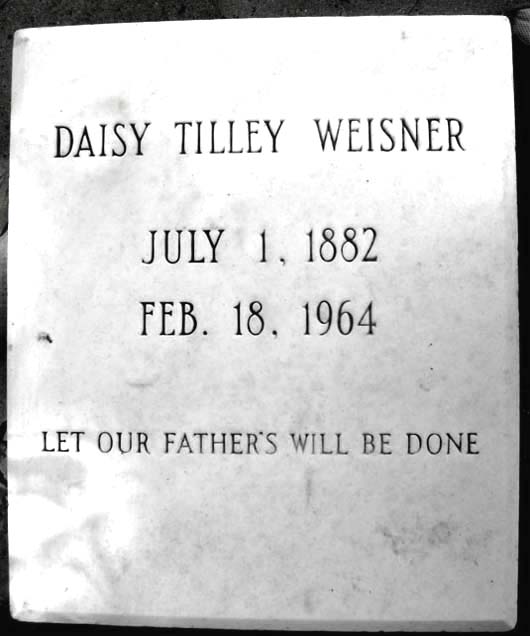 DAISY TILLEY WEISNER
JULY 1, 1882
FEB. 18, 1964
LET OUR FATHER'S WILL BE DONE